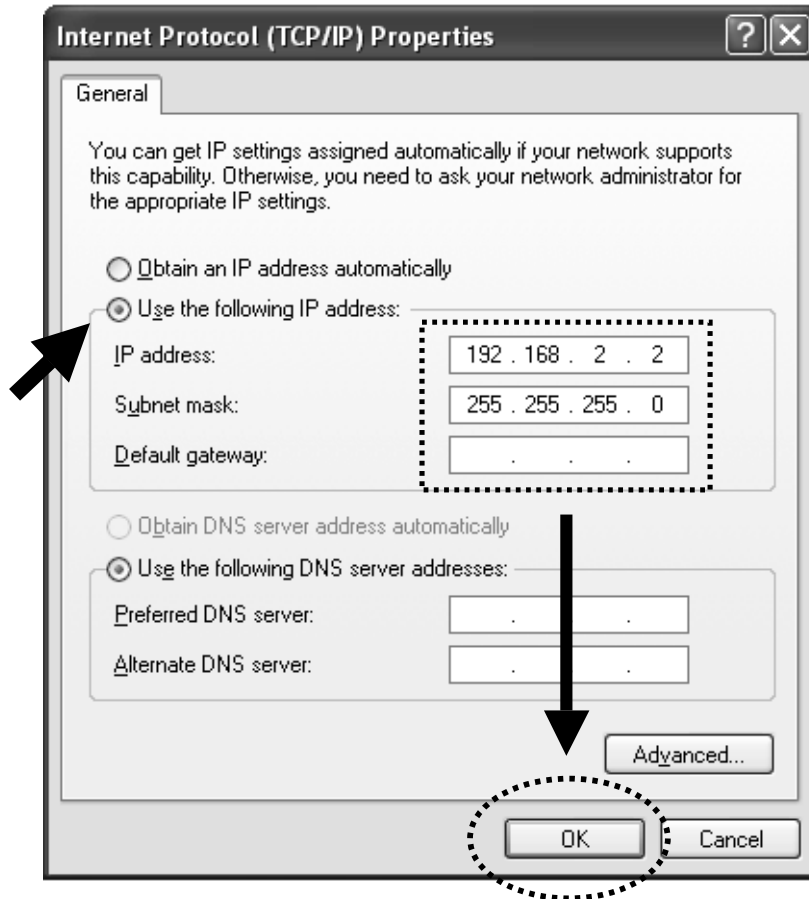 Internet Protocol (TCP/IP) Properties
General
You can get IP settings assigned automatically if your network supports
this capability. Otherwise, you need to ask your network administrator for
the appropriate IP settings.
Obtain an IP address automatically
Use the following IP address:
IP address: 192 . 168 . 2 . 2
Subnet mask: 255 . 255 . 255 . 0
Default gateway: . . .
Obtain DNS server address automatically
Use the following DNS server addresses:
Preferred DNS server: . .
Alternate DNS server: . .
Advanced...
OK Cancel